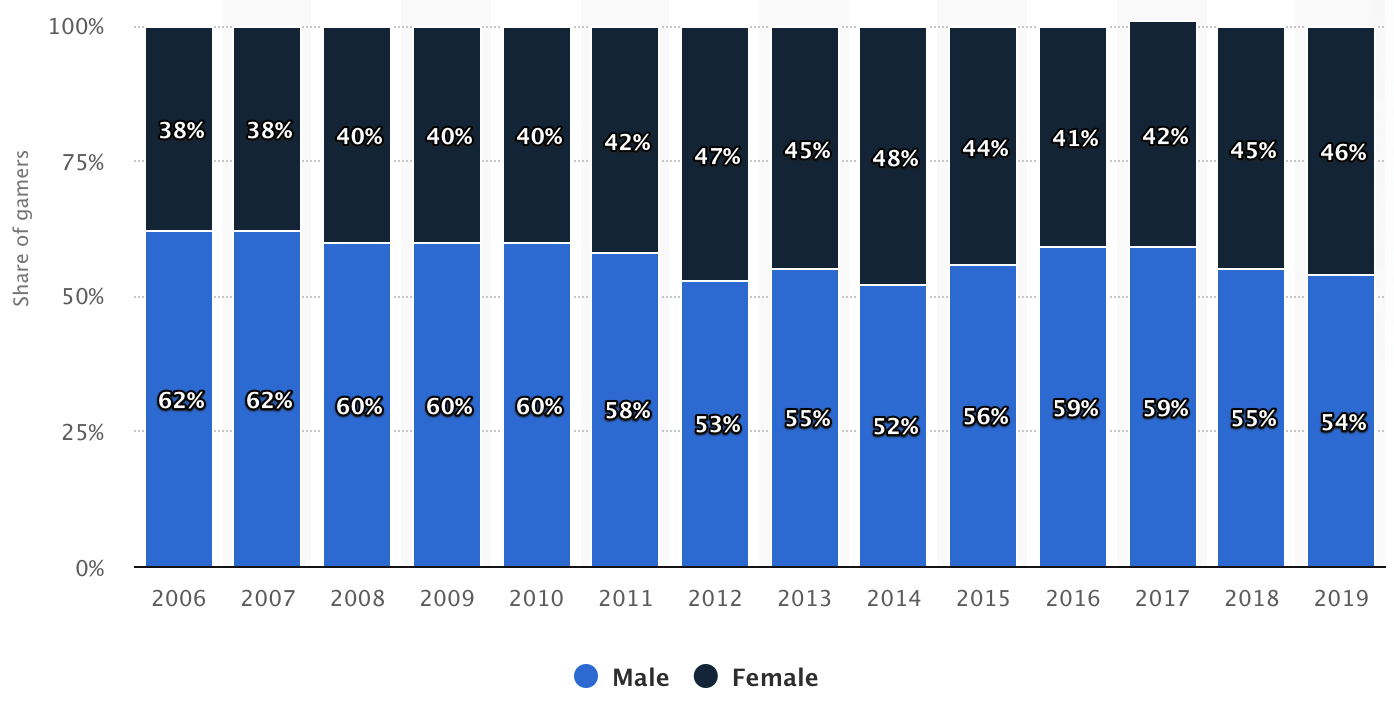 100%
75%
50%
25%
0%
Share of gamers
38% 38% 40% 40% 40% 42% 47% 45% 48% 44% 41% 42% 45% 46%
62% 62% 60% 60% 60% 58% 53% 55% 52% 56% 59% 59% 55% 54%
2006 2007 2008 2009 2010 2011 2012 2013 2014 2015 2016 2017 2018 2019
Male Female